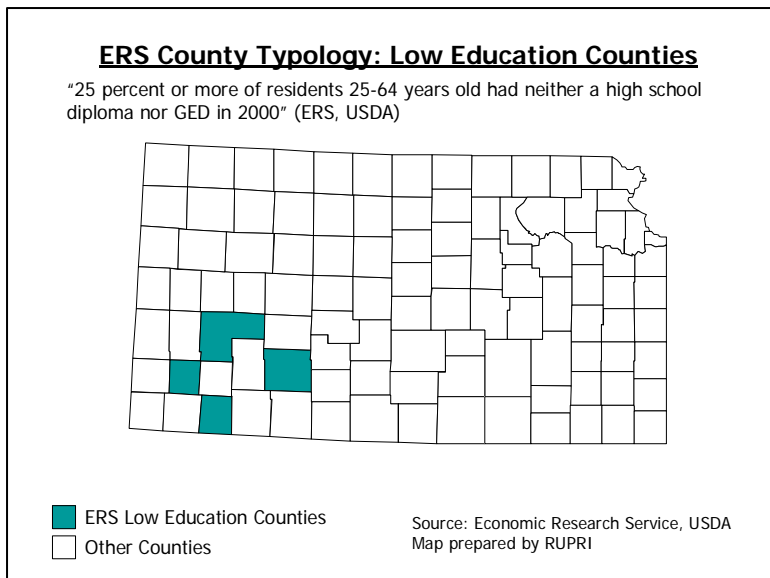 ERS County Typology: Low Education Counties
"25 percent or more of residents 25-64 years old had neither a high school
diploma nor GED in 2000" (ERS, USDA)
ERS Low Education Counties
Other Counties
Source: Economic Research Service, USDA
Map prepared by RUPRI